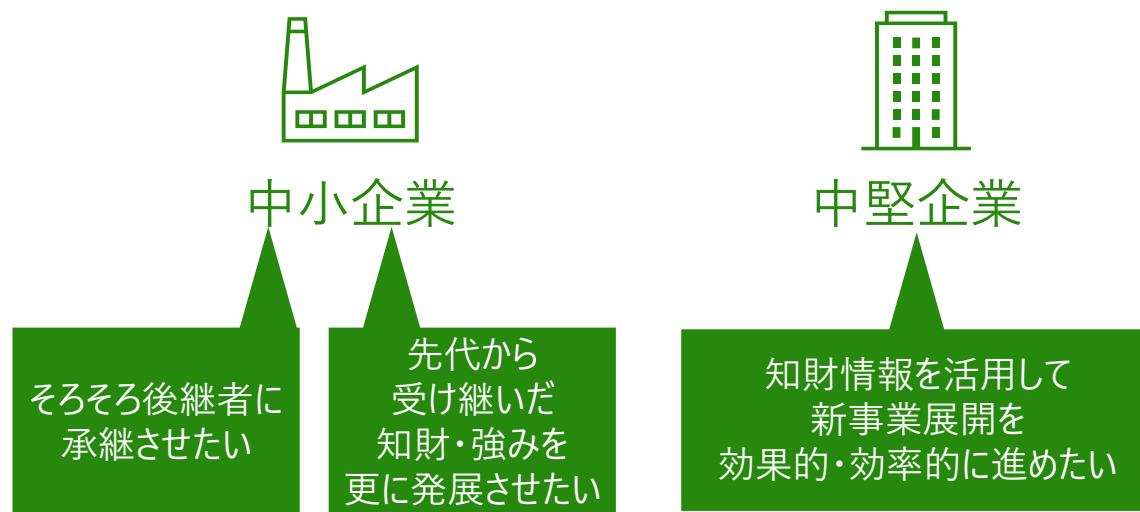 中小企業
そろそろ後継者に
承継させたい
先代から
受け継いだ
知財・強みを
更に発展させたい
中堅企業
知財情報を活用して
新事業展開を
効果的・効率的に進めたい